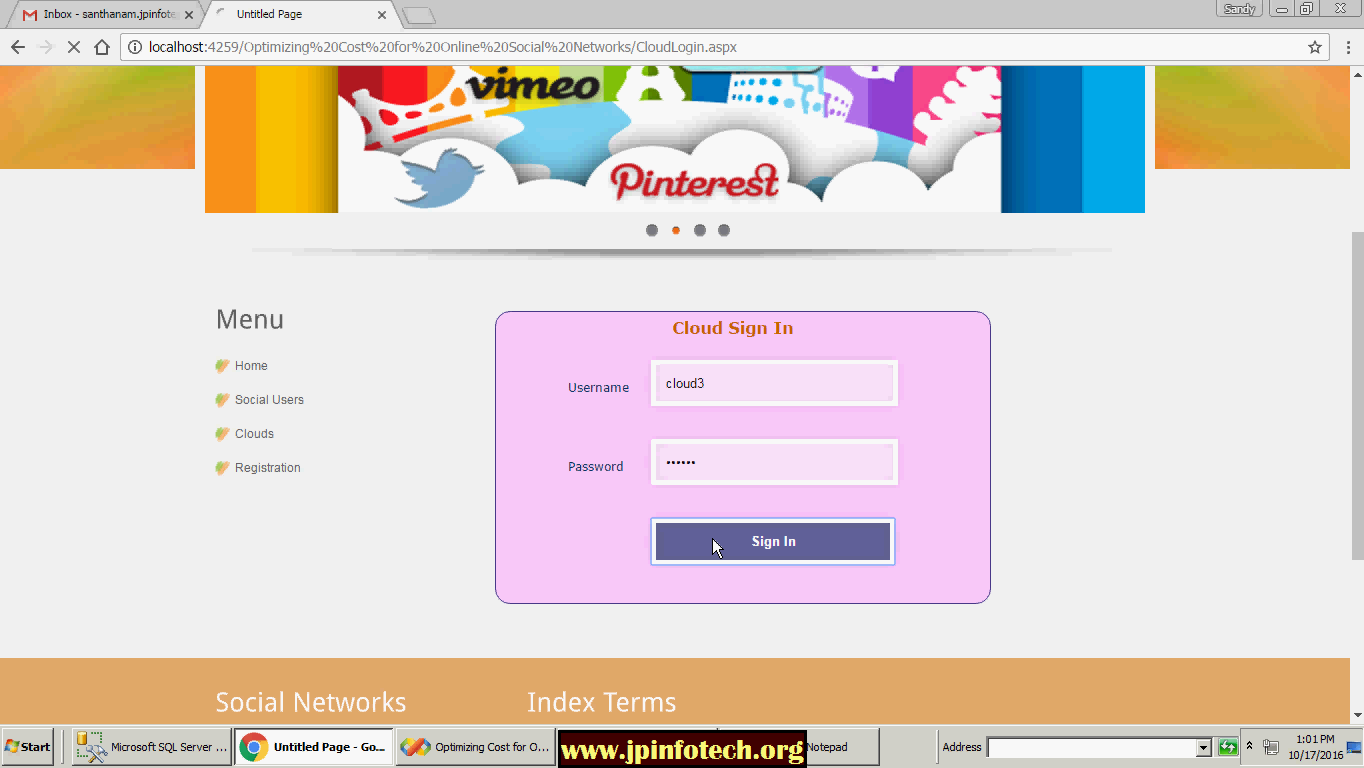 Inbox - santhanam.jpinfote
Untitled Page
Sandy
localhost:4259/Optimizing%20Cost%20for%20Online%20Social%20Networks/CloudLogin.aspx
vimeo
Pinterest
Menu
Home
Social Users
Clouds
Registration
Cloud Sign In
Username
cloud3
Password
••••••
Sign In
Social Networks
Index Terms
Start
Microsoft SQL Server ...
Untitled Page - Go...
Optimizing Cost for O...
www.jpinfotech.org
Notepad
Address
1:01 PM
10/17/2016